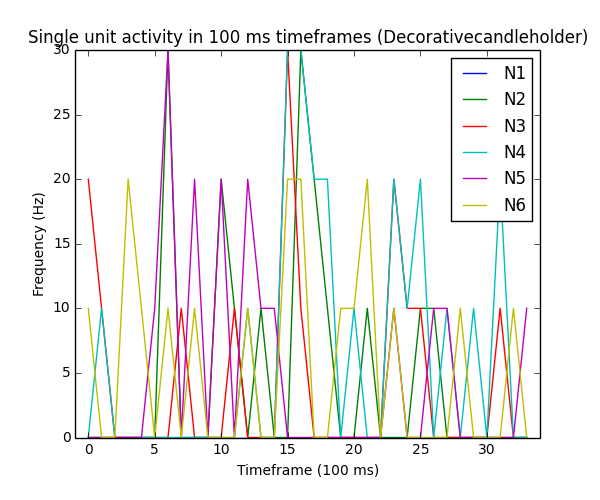 Single unit activity in 100 ms timeframes (Decorativecandleholder)
30
25
20
15
10
5
0
Frequency (Hz)
N1
N2
N3
N4
N5
N6
0 5 10 15 20 25 30
Timeframe (100 ms)